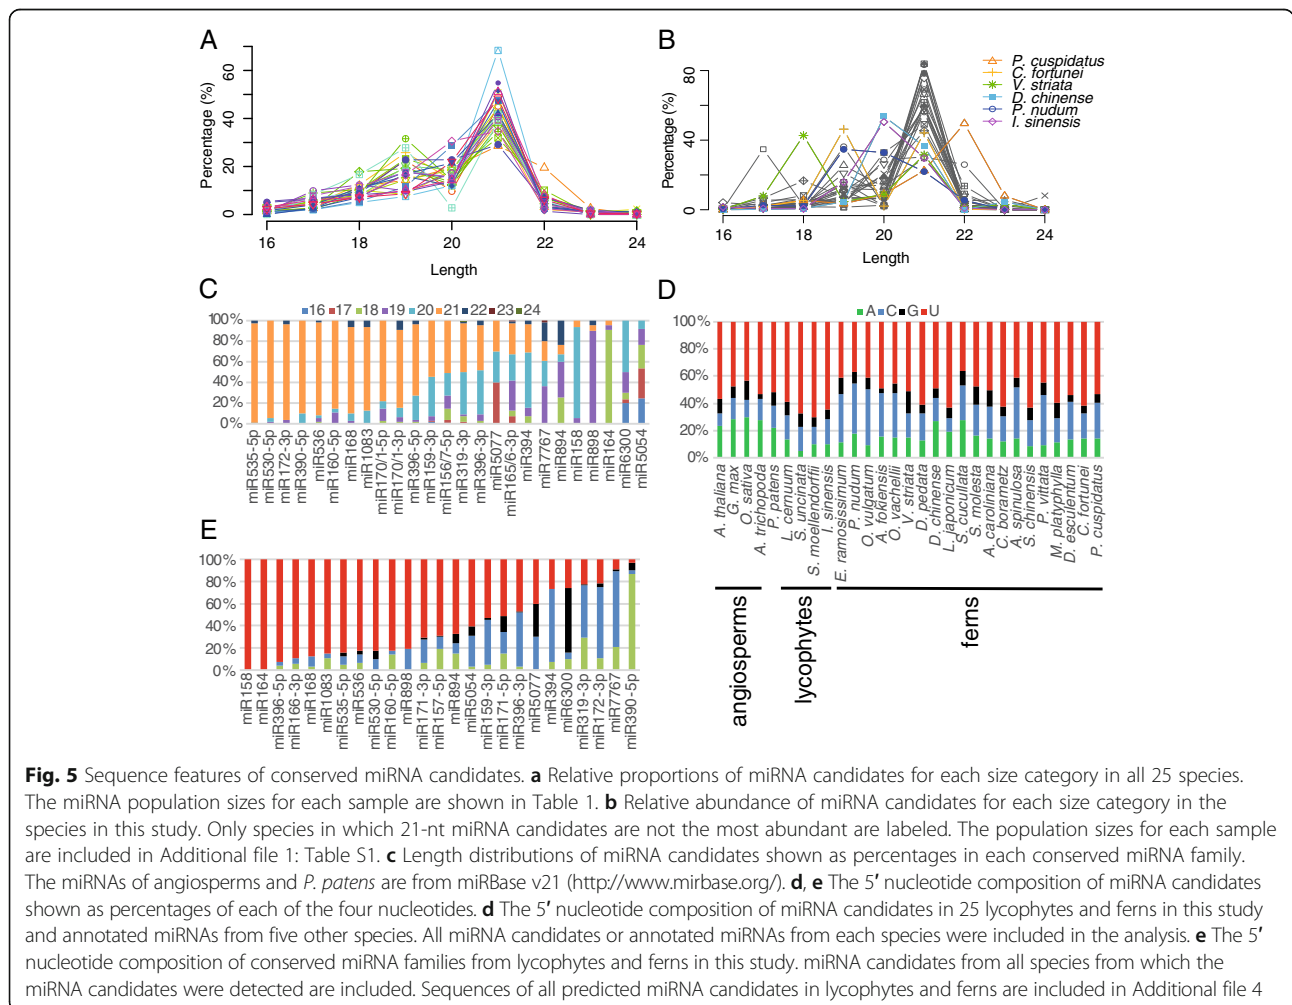 A
Percentage (%)
60
40
20
0
16 18 20 22 24
Length
B
Percentage (%)
80
40
0
16 18 20 22 24
Length
P. cuspidatus
C. fortunei
V. striata
D. chinense
P. nudum
I. sinensis
C
16 17 18 19 20 21 22 23 24
100%
80%
60%
40%
20%
0%
miR535-5p
miR530-5p
miR172-3p
miR390-5p
miR536
miR160-5p
miR168
miR1083
miR170/1-5p
miR170/1-3p
miR396-5p
miR159-3p
miR156/7-5p
miR319-3p
miR396-3p
miR5077
miR165/6-3p
miR394
miR7767
miR894
miR158
miR898
miR164
miR6300
miR5054
D
A C G U
100%
80%
60%
40%
20%
0%
A. thaliana
G. max
O. sativa
A. trichopoda
P. patens
L. cernuum
S. uncinata
S. moellendorffii
I. sinensis
E. ramosissimum
P. nudum
O. vulgatum
A. fokiensis
O. vachellii
V. striata
D. pedata
D. chinense
L. japonicum
S. cucullata
S. molesta
A. caroliniana
C. borametz
A. spinulosa
S. chinensis
P. vittata
M. platyphylla
D. esculentum
C. fortunei
P. cuspidatus
angiosperms
lycophytes
ferns
E
100%
80%
60%
40%
20%
0%
miR158
miR164
miR396-5p
miR166-3p
miR168
miR1083
miR535-5p
miR536
miR530-5p
miR160-5p
miR898
miR171-3p
miR157-5p
miR894
miR5054
miR159-3p
miR171-5p
miR396-3p
miR5077
miR394
miR6300
miR319-3p
miR172-3p
miR7767
miR390-5p
Fig. 5 Sequence features of conserved miRNA candidates. a Relative proportions of miRNA candidates for each size category in all 25 species.
The miRNA population sizes for each sample are shown in Table 1. b Relative abundance of miRNA candidates for each size category in the
species in this study. Only species in which 21-nt miRNA candidates are not the most abundant are labeled. The population sizes for each sample
are included in Additional file 1: Table S1. c Length distributions of miRNA candidates shown as percentages in each conserved miRNA family.
The miRNAs of angiosperms and P. patens are from miRBase v21 (http://www.mirbase.org/). d, e The 5′ nucleotide composition of miRNA candidates
shown as percentages of each of the four nucleotides. d The 5′ nucleotide composition of miRNA candidates in 25 lycophytes and ferns in this study
and annotated miRNAs from five other species. All miRNA candidates or annotated miRNAs from each species were included in the analysis. e The 5′
nucleotide composition of conserved miRNA families from lycophytes and ferns in this study. miRNA candidates from all species from which the
miRNA candidates were detected are included. Sequences of all predicted miRNA candidates in lycophytes and ferns are included in Additional file 4